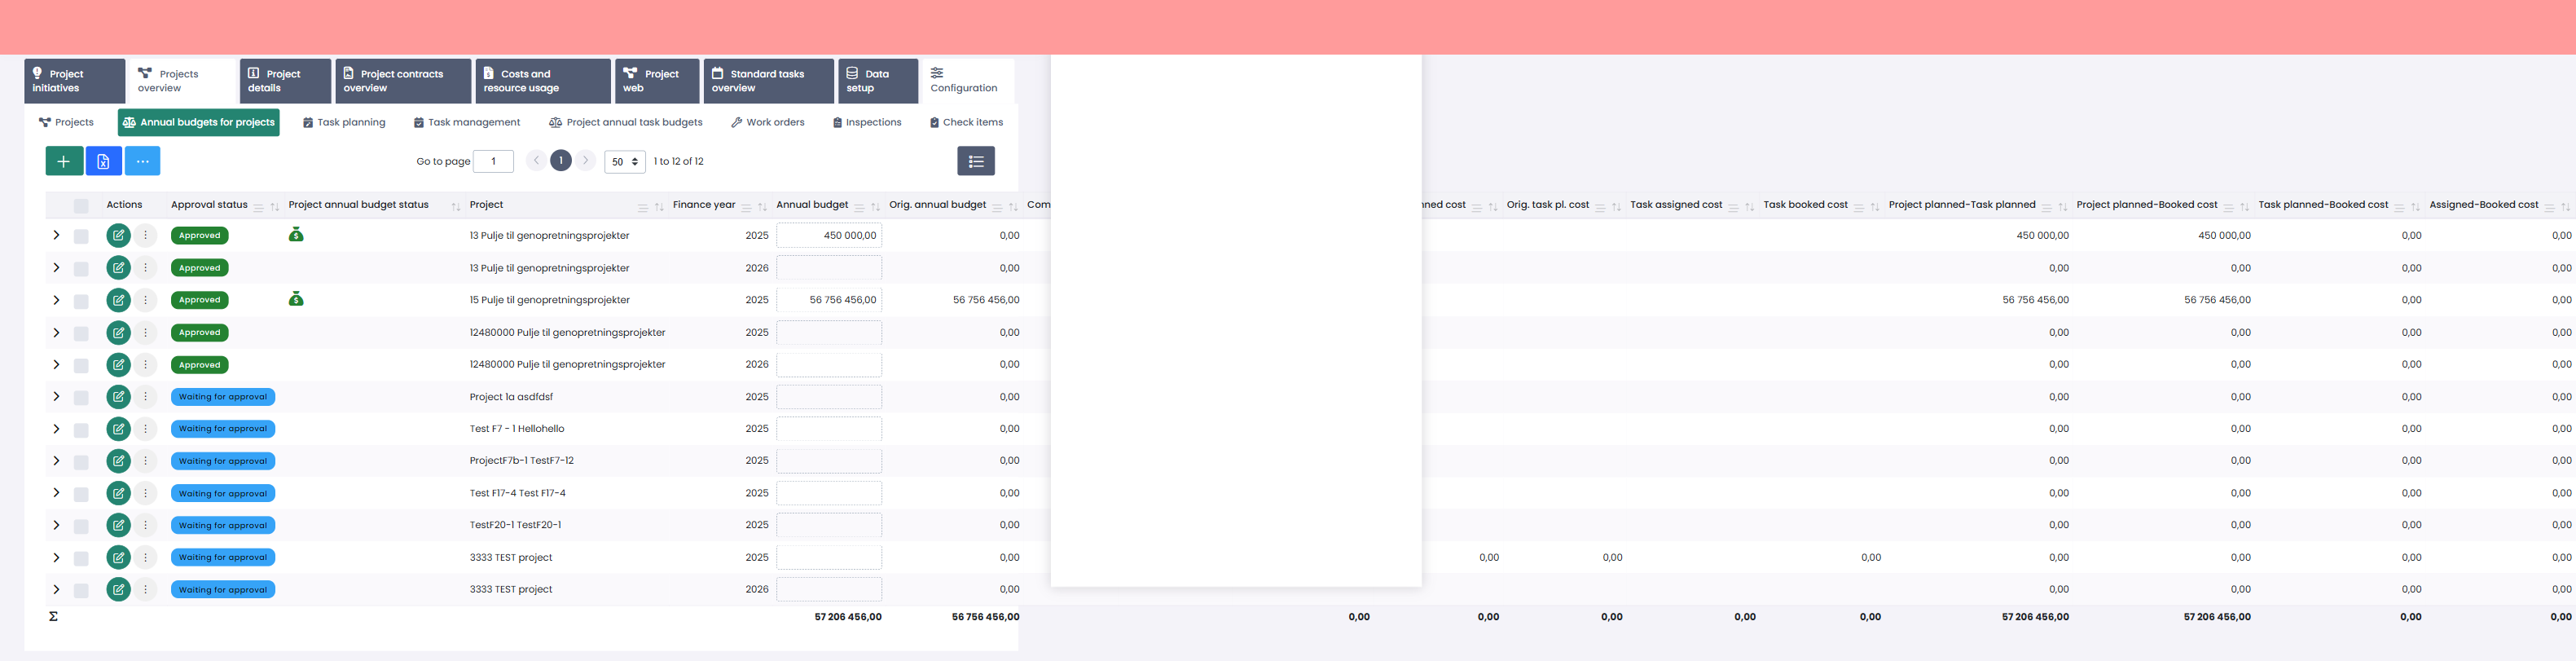 Project initiatives
Projects overview
Project details
Project contracts overview
Costs and resource usage
Project web
Standard tasks overview
Data setup
Configuration
Projects
Annual budgets for projects
Task planning
Task management
Project annual task budgets
Work orders
Inspections
Check items
Go to page 1 1 50 1 to 12 of 12
Actions Approval status Project annual budget status Project Finance year Annual budget Orig. annual budget Com nned cost Orig. task pl. cost Task assigned cost Task booked cost Project planned-Task planned Project planned-Booked cost Task planned-Booked cost Assigned-Booked cost
Approved 13 Pulje til genopretningsprojekter 2025 450 000,00 0,00 450 000,00 450 000,00 0,00 0,00
Approved 13 Pulje til genopretningsprojekter 2026 0,00 0,00 0,00 0,00 0,00
Approved 15 Pulje til genopretningsprojekter 2025 56 756 456,00 56 756 456,00 56 756 456,00 56 756 456,00 0,00 0,00
Approved 12480000 Pulje til genopretningsprojekter 2025 0,00 0,00 0,00 0,00 0,00
Approved 12480000 Pulje til genopretningsprojekter 2026 0,00 0,00 0,00 0,00 0,00
Waiting for approval Project 1a asdfdsf 2025 0,00 0,00 0,00 0,00 0,00
Waiting for approval Test F7 - 1 Hellohello 2025 0,00 0,00 0,00 0,00 0,00
Waiting for approval ProjectF7b-1 TestF7-12 2025 0,00 0,00 0,00 0,00 0,00
Waiting for approval Test F17-4 Test F17-4 2025 0,00 0,00 0,00 0,00 0,00
Waiting for approval TestF20-1 TestF20-1 2025 0,00 0,00 0,00 0,00 0,00
Waiting for approval 3333 TEST project 2025 0,00 0,00 0,00 0,00 0,00 0,00 0,00 0,00
Waiting for approval 3333 TEST project 2026 0,00 0,00 0,00 0,00 0,00
Σ 57 206 456,00 56 756 456,00 0,00 0,00 0,00 0,00 0,00 57 206 456,00 57 206 456,00 0,00 0,00